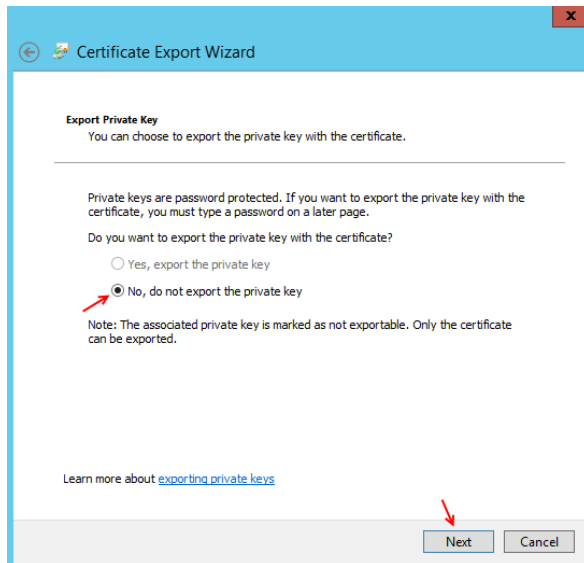 x
Certificate Export Wizard
Export Private Key
You can choose to export the private key with the certificate.
Private keys are password protected. If you want to export the private key with the
certificate, you must type a password on a later page.
Do you want to export the private key with the certificate?
Yes, export the private key
No, do not export the private key
Note: The associated private key is marked as not exportable. Only the certificate
can be exported.
Learn more about exporting private keys
Next Cancel